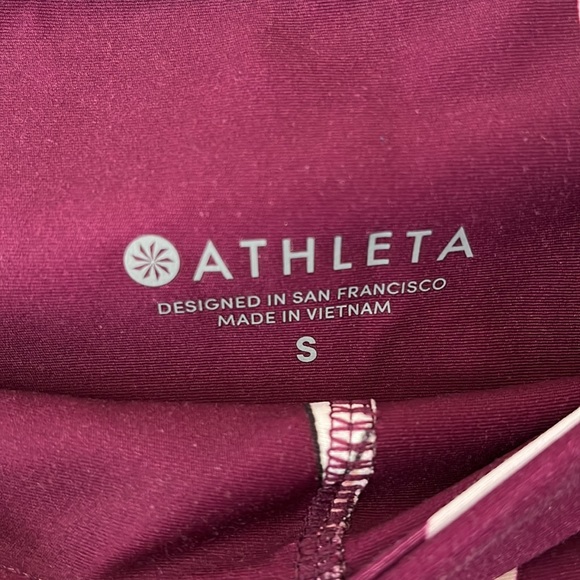 ATHLETA
DESIGNED IN SAN FRANCISCO
MADE IN VIETNAM
S